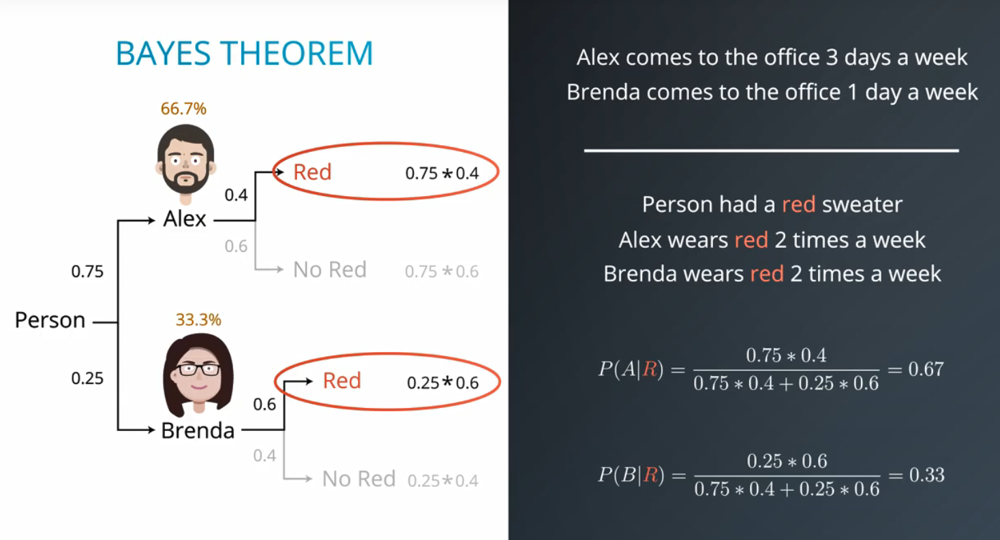 BAYES THEOREM
66.7%
Red 0.75 * 0.4
0.4
Alex
0.6
No Red 0.75 * 0.6
0.75
Person
33.3%
0.25
Red 0.25 * 0.6
0.6
Brenda
0.4
No Red 0.25 * 0.4
Alex comes to the office 3 days a week
Brenda comes to the office 1 day a week
Person had a red sweater
Alex wears red 2 times a week
Brenda wears red 2 times a week
P(A|R) = 0.75 * 0.4 / 0.75 * 0.4 + 0.25 * 0.6 = 0.67
P(B|R) = 0.25 * 0.6 / 0.75 * 0.4 + 0.25 * 0.6 = 0.33